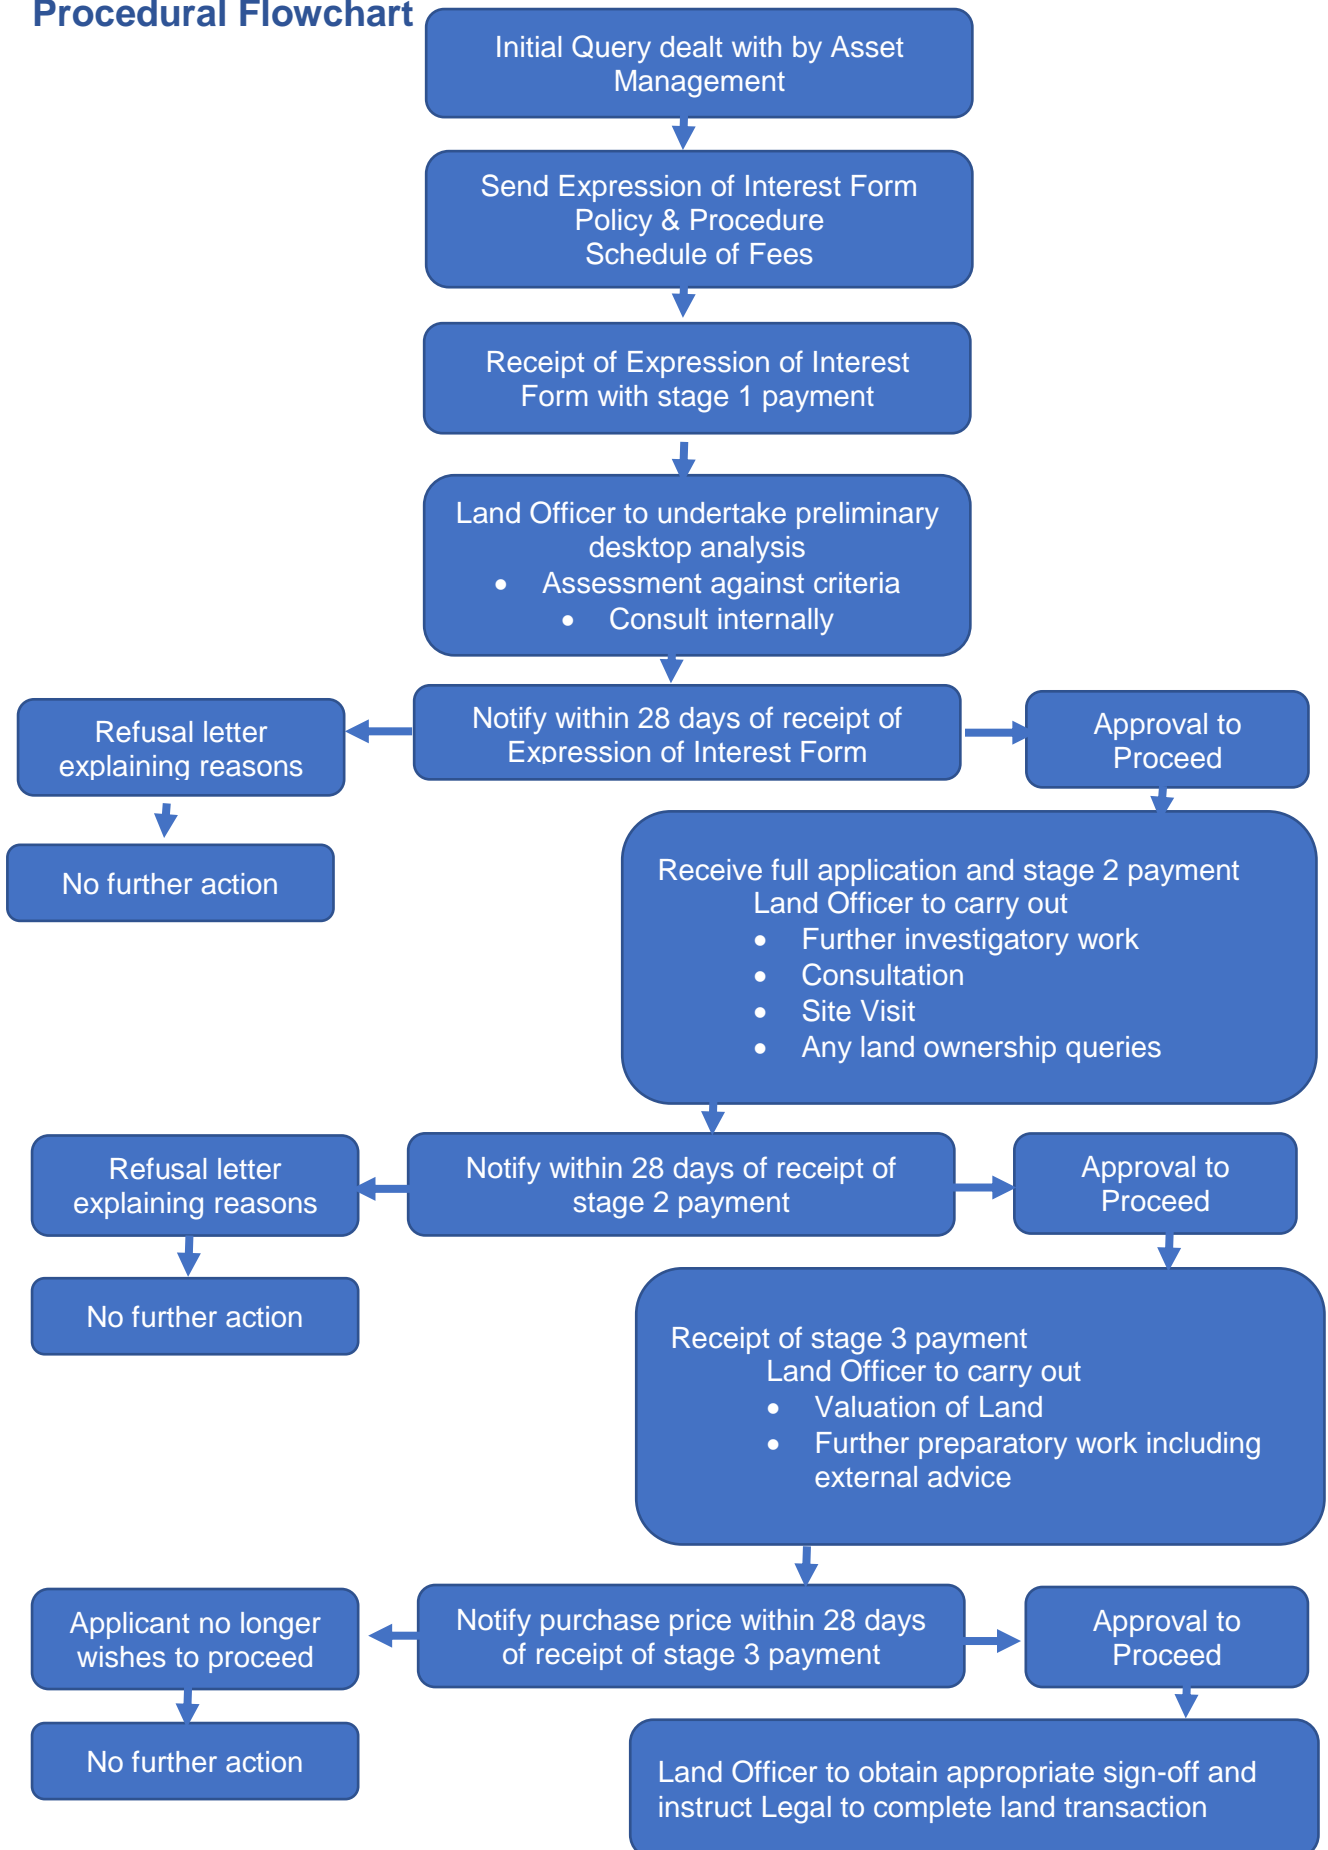 Procedural Flowchart
Initial Query dealt with by Asset
Management
Send Expression of Interest Form
Policy & Procedure
Schedule of Fees
Receipt of Expression of Interest
Form with stage 1 payment
Land Officer to undertake preliminary
desktop analysis
• Assessment against criteria
• Consult internally
Notify within 28 days of receipt of
Expression of Interest Form
Refusal letter
explaining reasons
Approval to
Proceed
No further action
Receive full application and stage 2 payment
Land Officer to carry out
• Further investigatory work
• Consultation
• Site Visit
• Any land ownership queries
Notify within 28 days of receipt of
stage 2 payment
Refusal letter
explaining reasons
Approval to
Proceed
No further action
Receipt of stage 3 payment
Land Officer to carry out
• Valuation of Land
• Further preparatory work including
external advice
Notify purchase price within 28 days
of receipt of stage 3 payment
Applicant no longer
wishes to proceed
Approval to
Proceed
No further action
Land Officer to obtain appropriate sign-off and
instruct Legal to complete land transaction